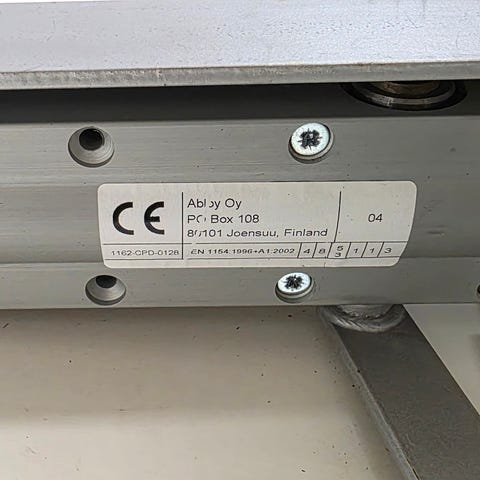 CE
Abloy Oy
PO Box 108
80101 Joensuu, Finland
04
1162-CPD-0128
EN 1154:1996+A1:2002
4 8 5/3 1 1 3